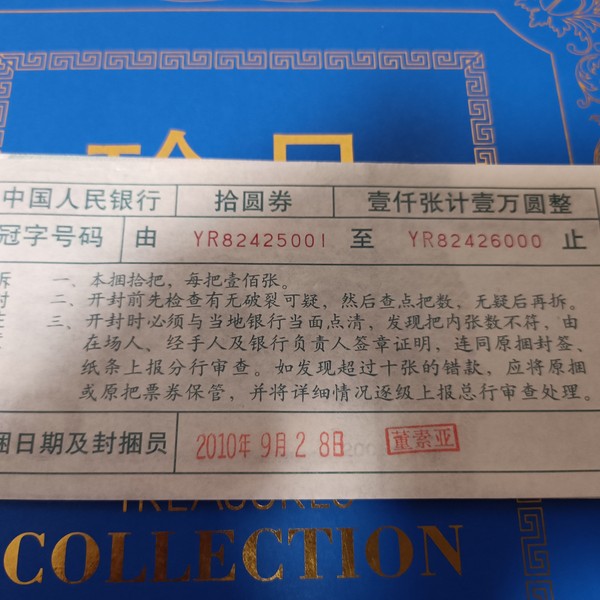 珍品
中国人民银行 拾圆券 壹仟张计壹万圆整
冠字号码 由 YR82425001 至 YR82426000 止
一、本捆拾把，每把壹佰张。
二、开封前先检查有无破裂可疑，然后查点把数，无疑后再拆。
三、开封时必须与当地银行当面点清，发现把内张数不符，由
在场人、经手人及银行负责人签章证明，连同原捆封签、
纸条上报分行审查。如发现超过十张的错款，应将原捆
或原把票券保管，并将详细情况逐级上报总行审查处理。
捆日期及封捆员 2010年9月28日 董素亚
TREASURES
COLLECTION